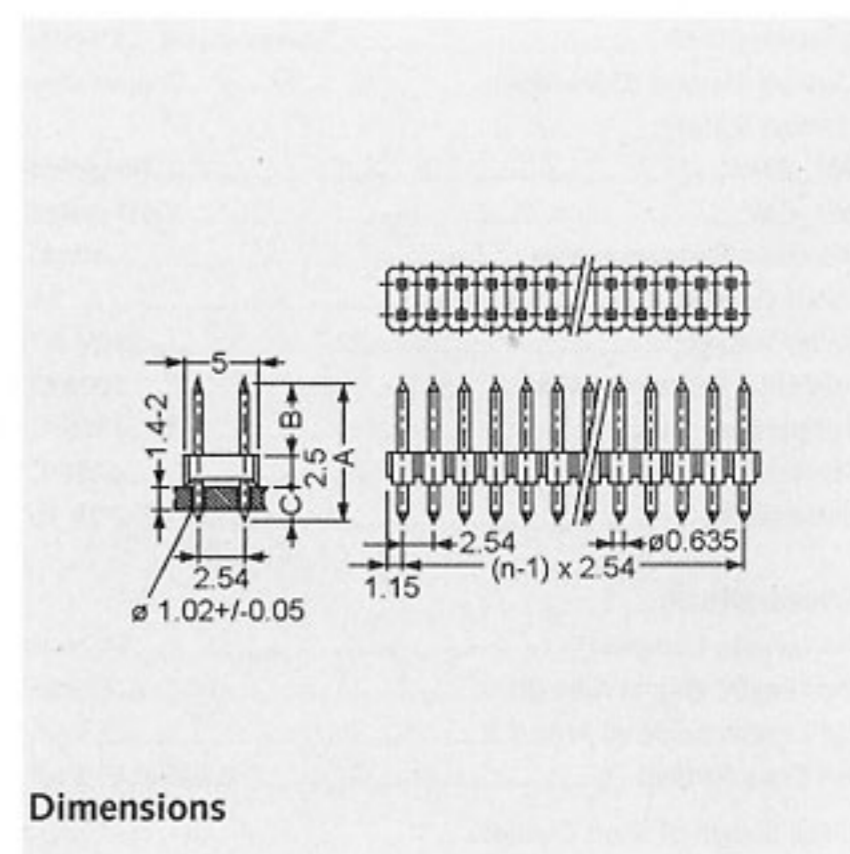 5
1.4-2
B
2.5
A
C
2.54
ø 1.02+/-0.05
2.54
ø0.635
(n-1) x 2.54
1.15
Dimensions